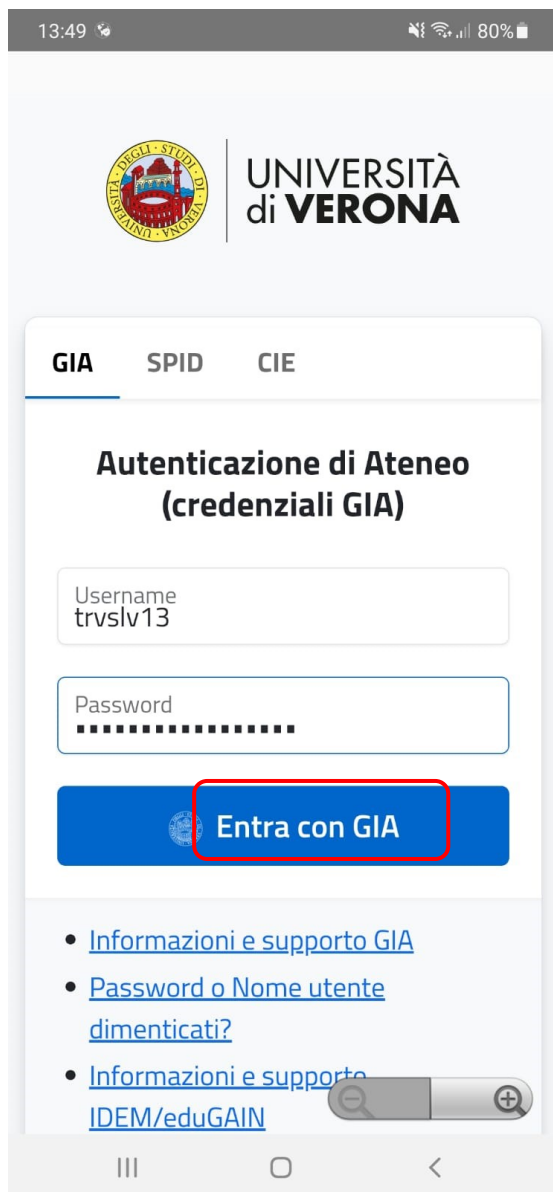 13:49 80%
UNIVERSITÀ
di VERONA
GIA SPID CIE
Autenticazione di Ateneo
(credenziali GIA)
Username
trvslv13
Password
Entra con GIA
Informazioni e supporto GIA
Password o Nome utente
dimenticati?
Informazioni e supporto
IDEM/eduGAIN